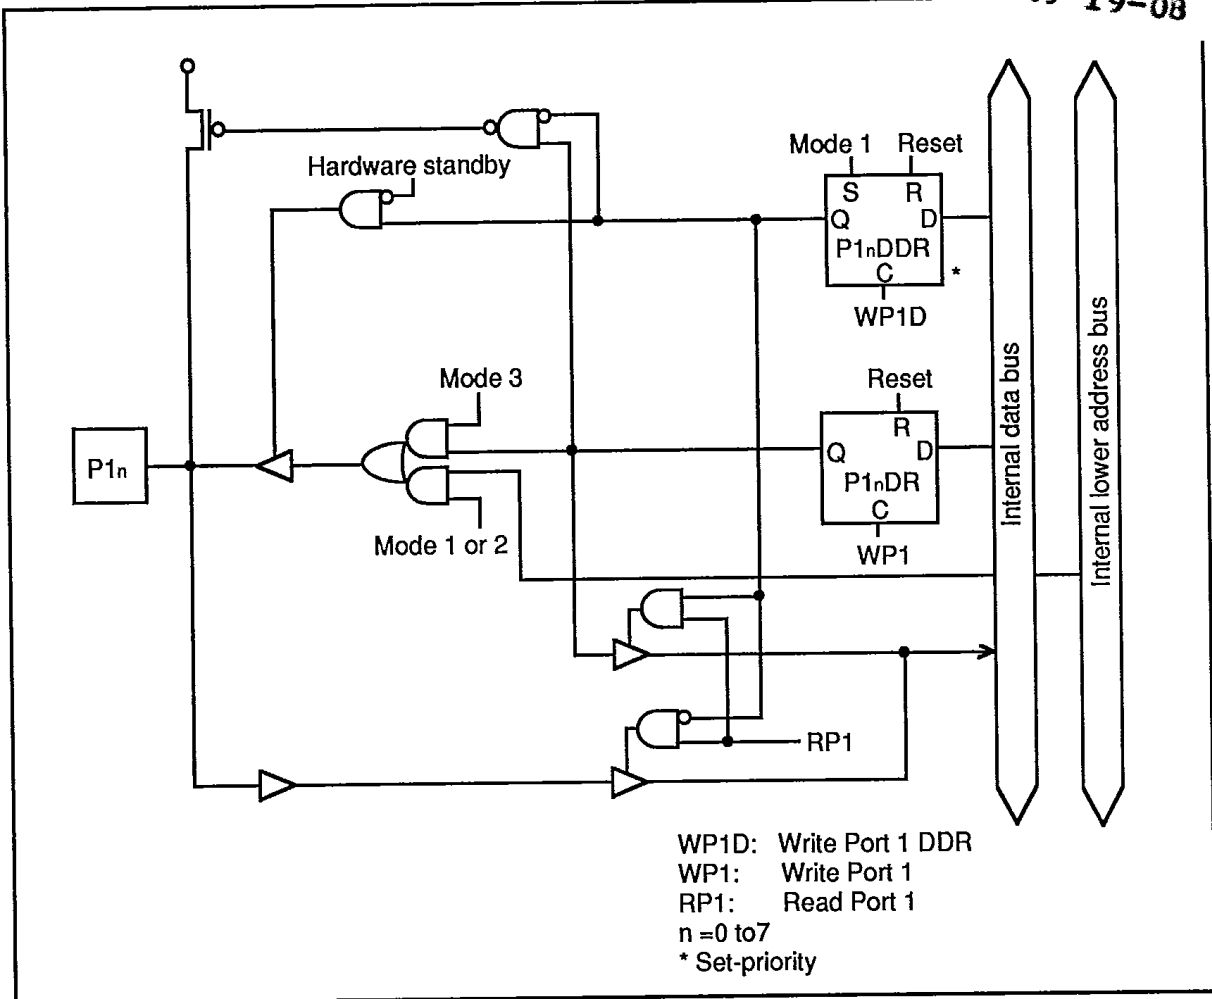 19-08
Mode 1 Reset
Hardware standby
S R
Q D
P1nDDR
C
*
WP1D
Mode 3
Reset
R
P1n
Q D
P1nDR
C
Mode 1 or 2
WP1
Internal data bus
Internal lower address bus
RP1
WP1D: Write Port 1 DDR
WP1: Write Port 1
RP1: Read Port 1
n =0 to7
* Set-priority